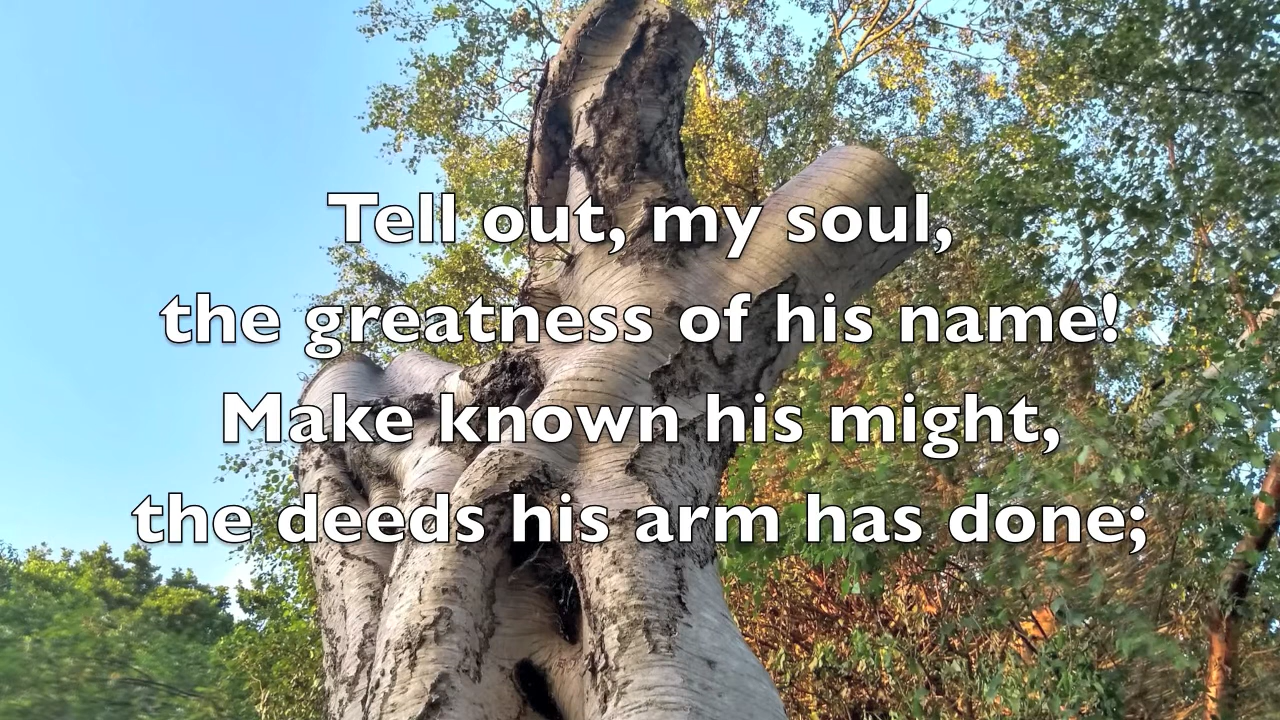 Tell out, my soul,
the greatness of his name!
Make known his might,
the deeds his arm has done;